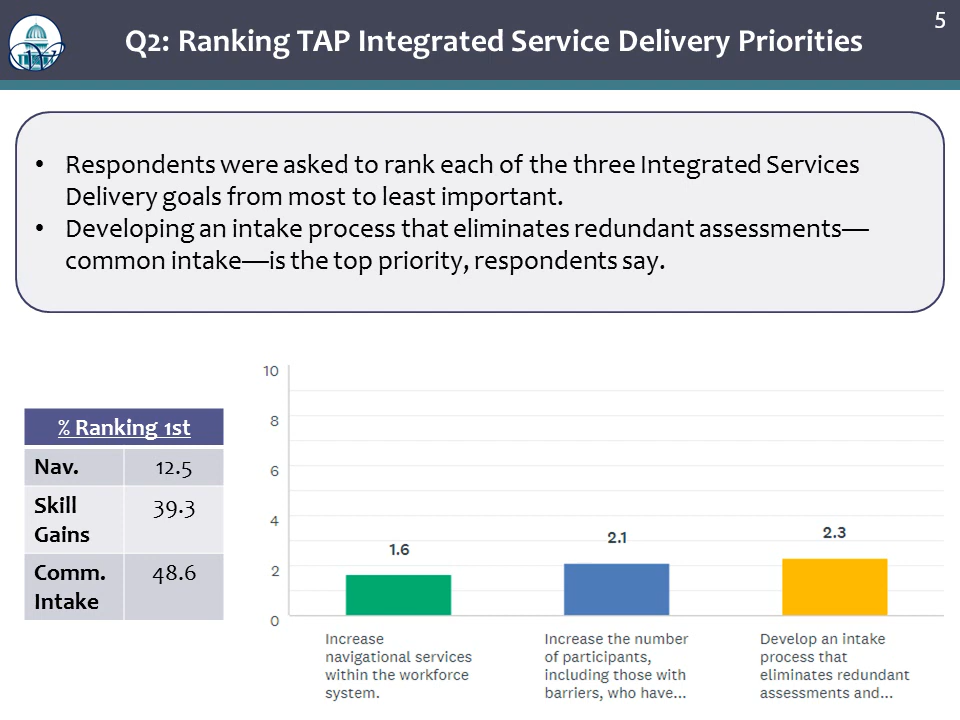 5
Q2: Ranking TAP Integrated Service Delivery Priorities
• Respondents were asked to rank each of the three Integrated Services
Delivery goals from most to least important.
• Developing an intake process that eliminates redundant assessments—
common intake—is the top priority, respondents say.
% Ranking 1st
Nav. 12.5
Skill Gains 39.3
Comm. Intake 48.6
10
8
6
4
2
0
1.6
2.1
2.3
Increase
navigational services
within the workforce
system.
Increase the number
of participants,
including those with
barriers, who have...
Develop an intake
process that
eliminates redundant
assessments and...